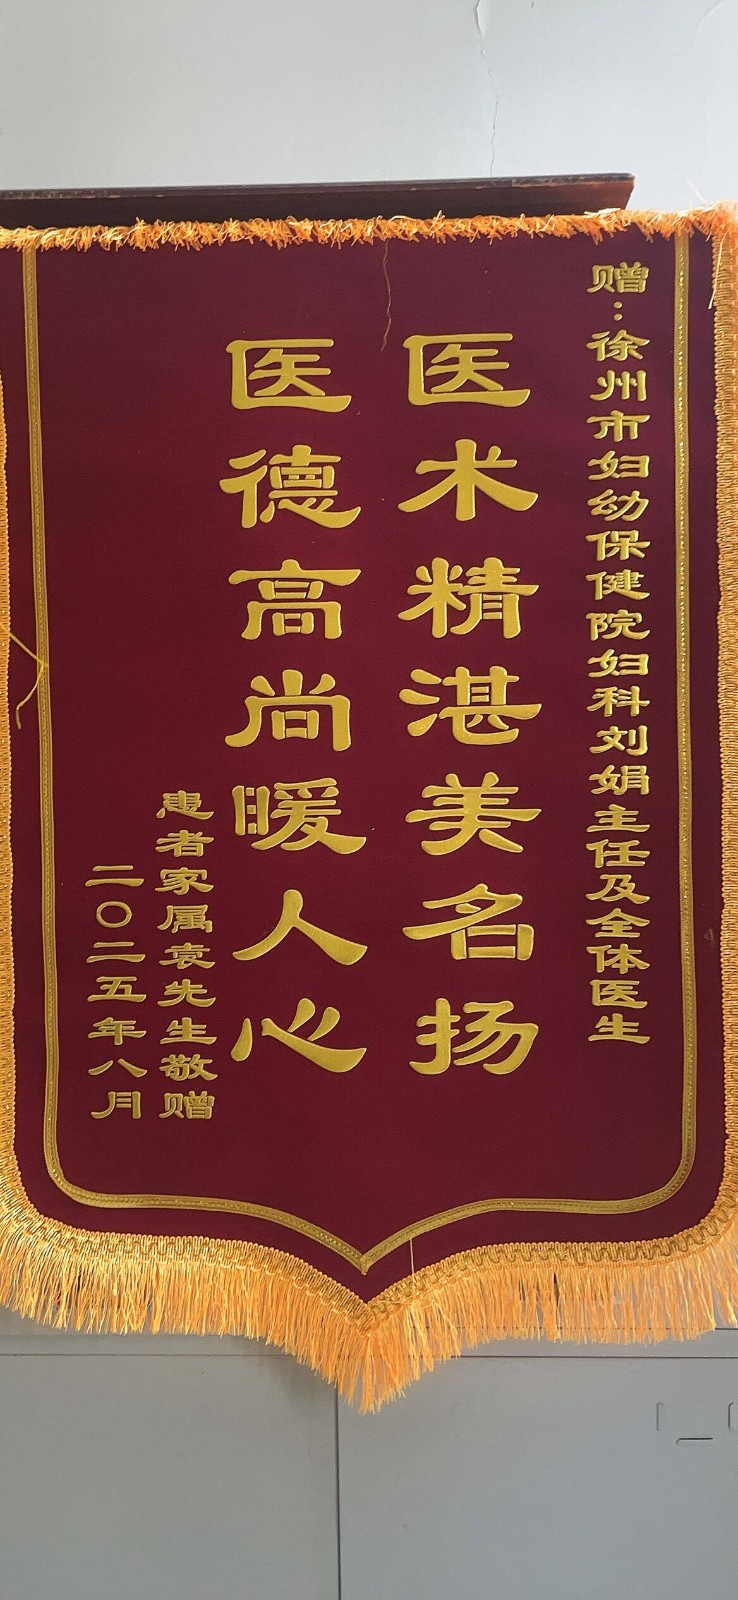 赠：徐州市妇幼保健院妇科刘娟主任及全体医生
医术精湛美名扬
医德高尚暖人心
患者家属袁先生敬赠
二〇二五年八月